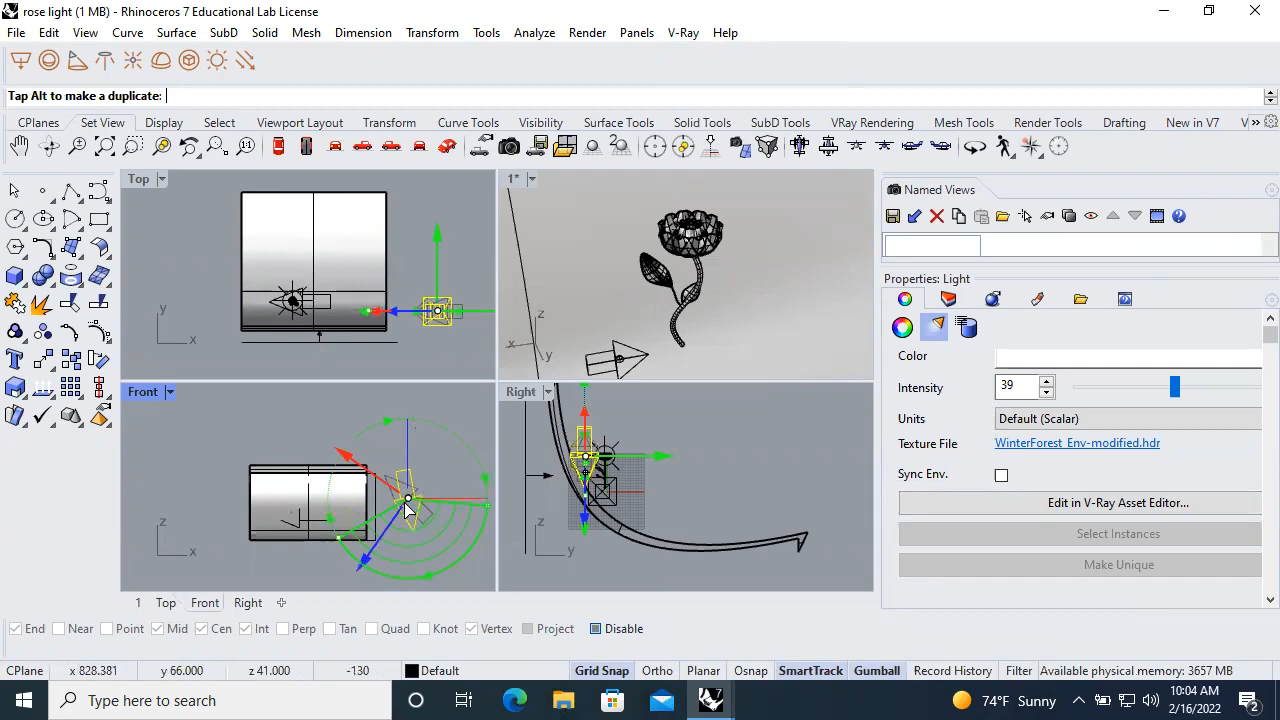 rose light (1 MB) - Rhinoceros 7 Educational Lab License
File Edit View Curve Surface SubD Solid Mesh Dimension Transform Tools Analyze Render Panels V-Ray Help
Tap Alt to make a duplicate:
CPlanes Set View Display Select Viewport Layout Transform Curve Tools Visibility Surface Tools Solid Tools SubD Tools VRay Rendering Mesh Tools Render Tools Drafting New in V7 V »
Top
y
x
1*
z
x y
Front
z
x
Right
z
y
1 Top Front Right
Named Views
Properties: Light
Color
Intensity 39
Units Default (Scalar)
Texture File WinterForest_Env-modified.hdr
Sync Env.
Edit in V-Ray Asset Editor...
Select Instances
Make Unique
End Near Point Mid Cen Int Perp Tan Quad Knot Vertex Project Disable
CPlane x 828.381 y 66.000 z 41.000 -130 Default Grid Snap Ortho Planar Osnap SmartTrack Gumball Record History Filter Available physical memory: 3657 MB
Type here to search
74°F Sunny
10:04 AM
2/16/2022
2